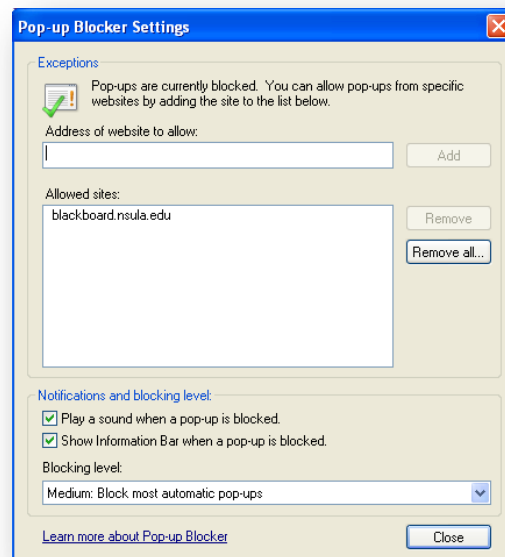 Pop-up Blocker Settings
Exceptions
Pop-ups are currently blocked. You can allow pop-ups from specific
websites by adding the site to the list below.
Address of website to allow:
Add
Allowed sites:
blackboard.nsula.edu
Remove
Remove all...
Notifications and blocking level:
Play a sound when a pop-up is blocked.
Show Information Bar when a pop-up is blocked.
Blocking level:
Medium: Block most automatic pop-ups
Learn more about Pop-up Blocker
Close